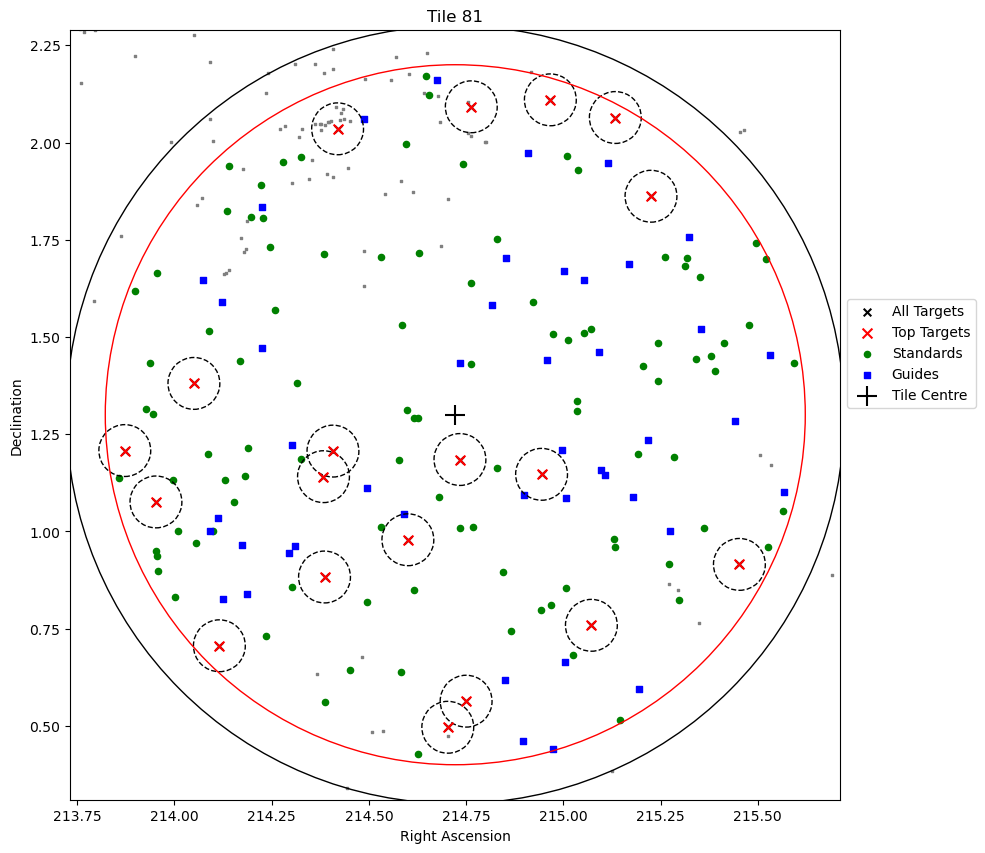 Tile 81
2.25
2.00
1.75
1.50
1.25
1.00
0.75
0.50
Declination
213.75 214.00 214.25 214.50 214.75 215.00 215.25 215.50
Right Ascension
All Targets
Top Targets
Standards
Guides
Tile Centre